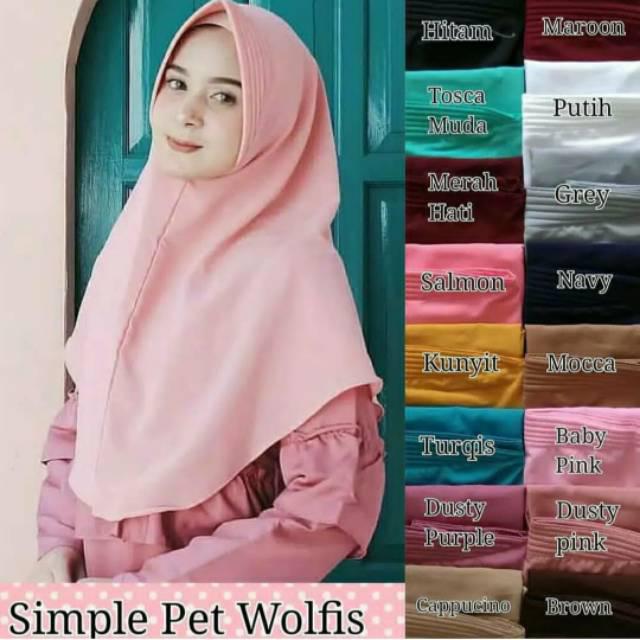 Hitam
Maroon
Tosca
Muda
Putih
Merah
Hati
Grey
Salmon
Navy
Kunyit
Mocca
Turqis
Baby
Pink
Dusty
Purple
Dusty
pink
Cappucino
Brown
Simple Pet Wolfis